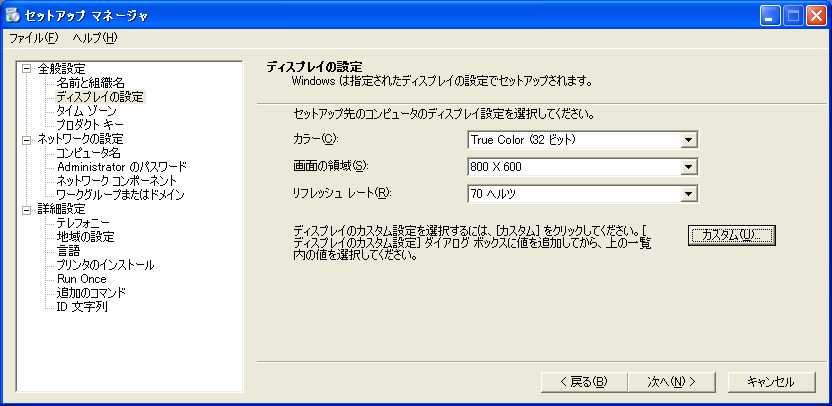 セットアップ マネージャ
ファイル(F) ヘルプ(H)
全般設定
名前と組織名
ディスプレイの設定
タイム ゾーン
プロダクト キー
ネットワークの設定
コンピュータ名
Administrator のパスワード
ネットワーク コンポーネント
ワークグループまたはドメイン
詳細設定
テレフォニー
地域の設定
言語
プリンタのインストール
Run Once
追加のコマンド
ID 文字列
ディスプレイの設定
Windows は指定されたディスプレイの設定でセットアップされます。
セットアップ先のコンピュータのディスプレイ設定を選択してください。
カラー(C): True Color (32 ビット)
画面の領域(S): 800 X 600
リフレッシュ レート(R): 70 ヘルツ
ディスプレイのカスタム設定を選択するには、[カスタム] をクリックしてください。[
ディスプレイのカスタム設定] ダイアログ ボックスに値を追加してから、上の一覧
内の値を選択してください。
カスタム(U)...
< 戻る(B) 次へ(N) > キャンセル